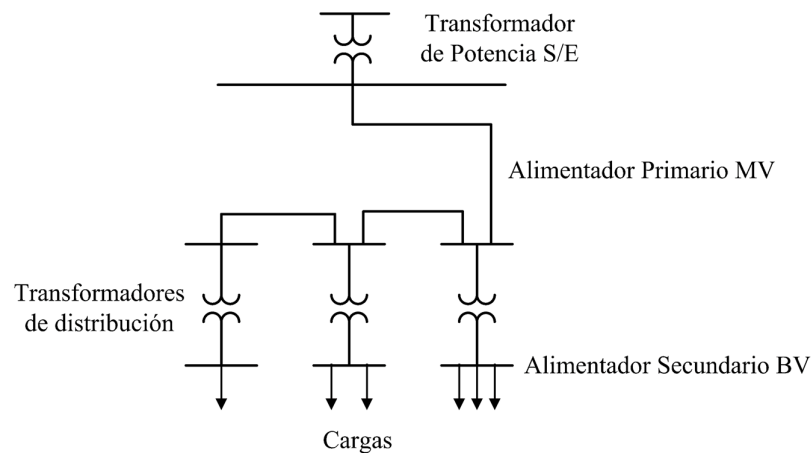 Transformador
de Potencia S/E
Alimentador Primario MV
Transformadores
de distribución
Alimentador Secundario BV
Cargas